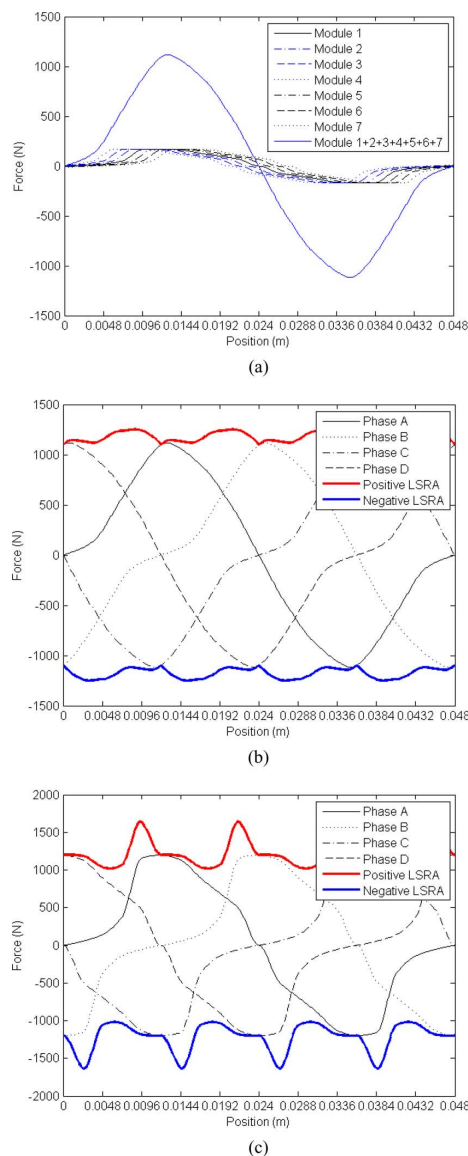 1500
1000
500
0
-500
-1000
-1500
Force (N)
Module 1
Module 2
Module 3
Module 4
Module 5
Module 6
Module 7
Module 1+2+3+4+5+6+7
0 0.0048 0.0096 0.0144 0.0192 0.024 0.0288 0.0336 0.0384 0.0432 0.048
Position (m)
(a)
1500
1000
500
0
-500
-1000
-1500
Force (N)
Phase A
Phase B
Phase C
Phase D
Positive LSRA
Negative LSRA
0 0.0048 0.0096 0.0144 0.0192 0.024 0.0288 0.0336 0.0384 0.0432 0.048
Position (m)
(b)
2000
1500
1000
500
0
-500
-1000
-1500
-2000
Force (N)
Phase A
Phase B
Phase C
Phase D
Positive LSRA
Negative LSRA
0 0.0048 0.0096 0.0144 0.0192 0.024 0.0288 0.0336 0.0384 0.0432 0.048
Position (m)
(c)